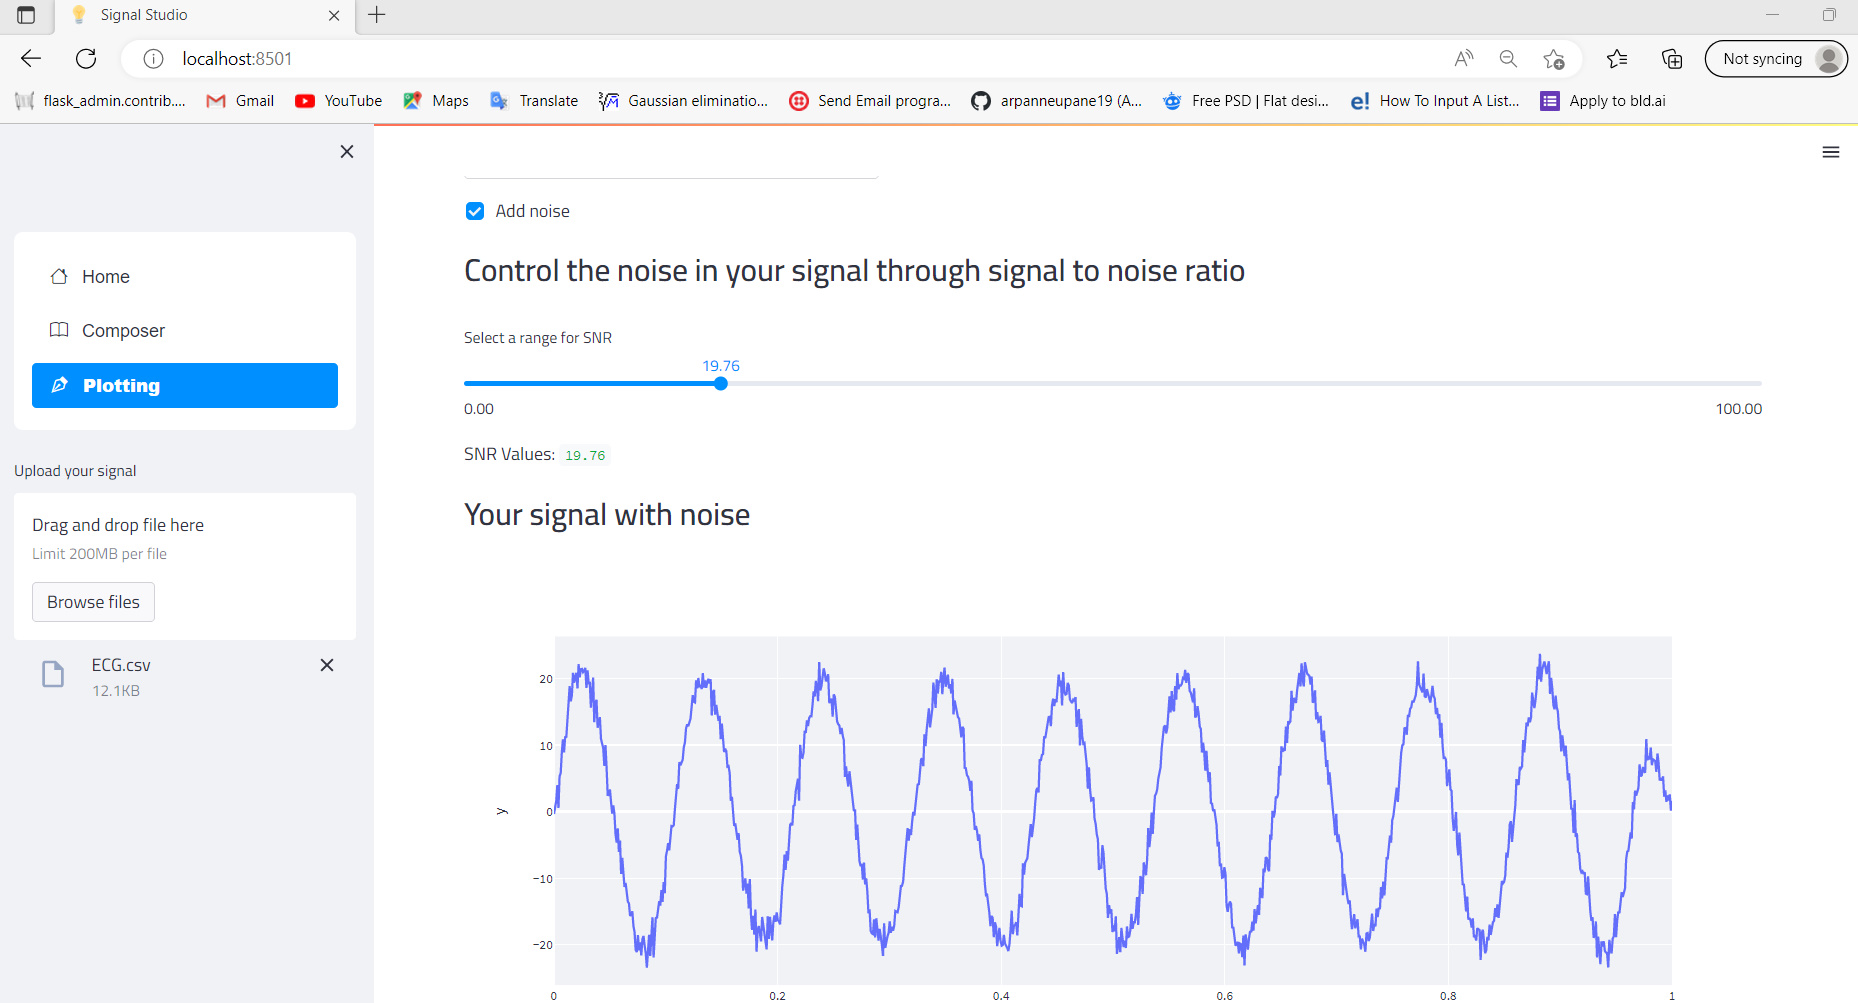 Signal Studio
localhost:8501
A
Not syncing
flask_admin.contrib....
Gmail
YouTube
Maps
Translate
Gaussian eliminatio...
Send Email progra...
arpanneupane19 (A...
Free PSD | Flat desi...
How To Input A List...
Apply to bld.ai
Home
Composer
Plotting
Upload your signal
Drag and drop file here
Limit 200MB per file
Browse files
ECG.csv
12.1KB
Add noise
Control the noise in your signal through signal to noise ratio
Select a range for SNR
19.76
0.00
100.00
SNR Values: 19.76
Your signal with noise
20
10
0
−10
−20
y
0
0.2
0.4
0.6
0.8
1